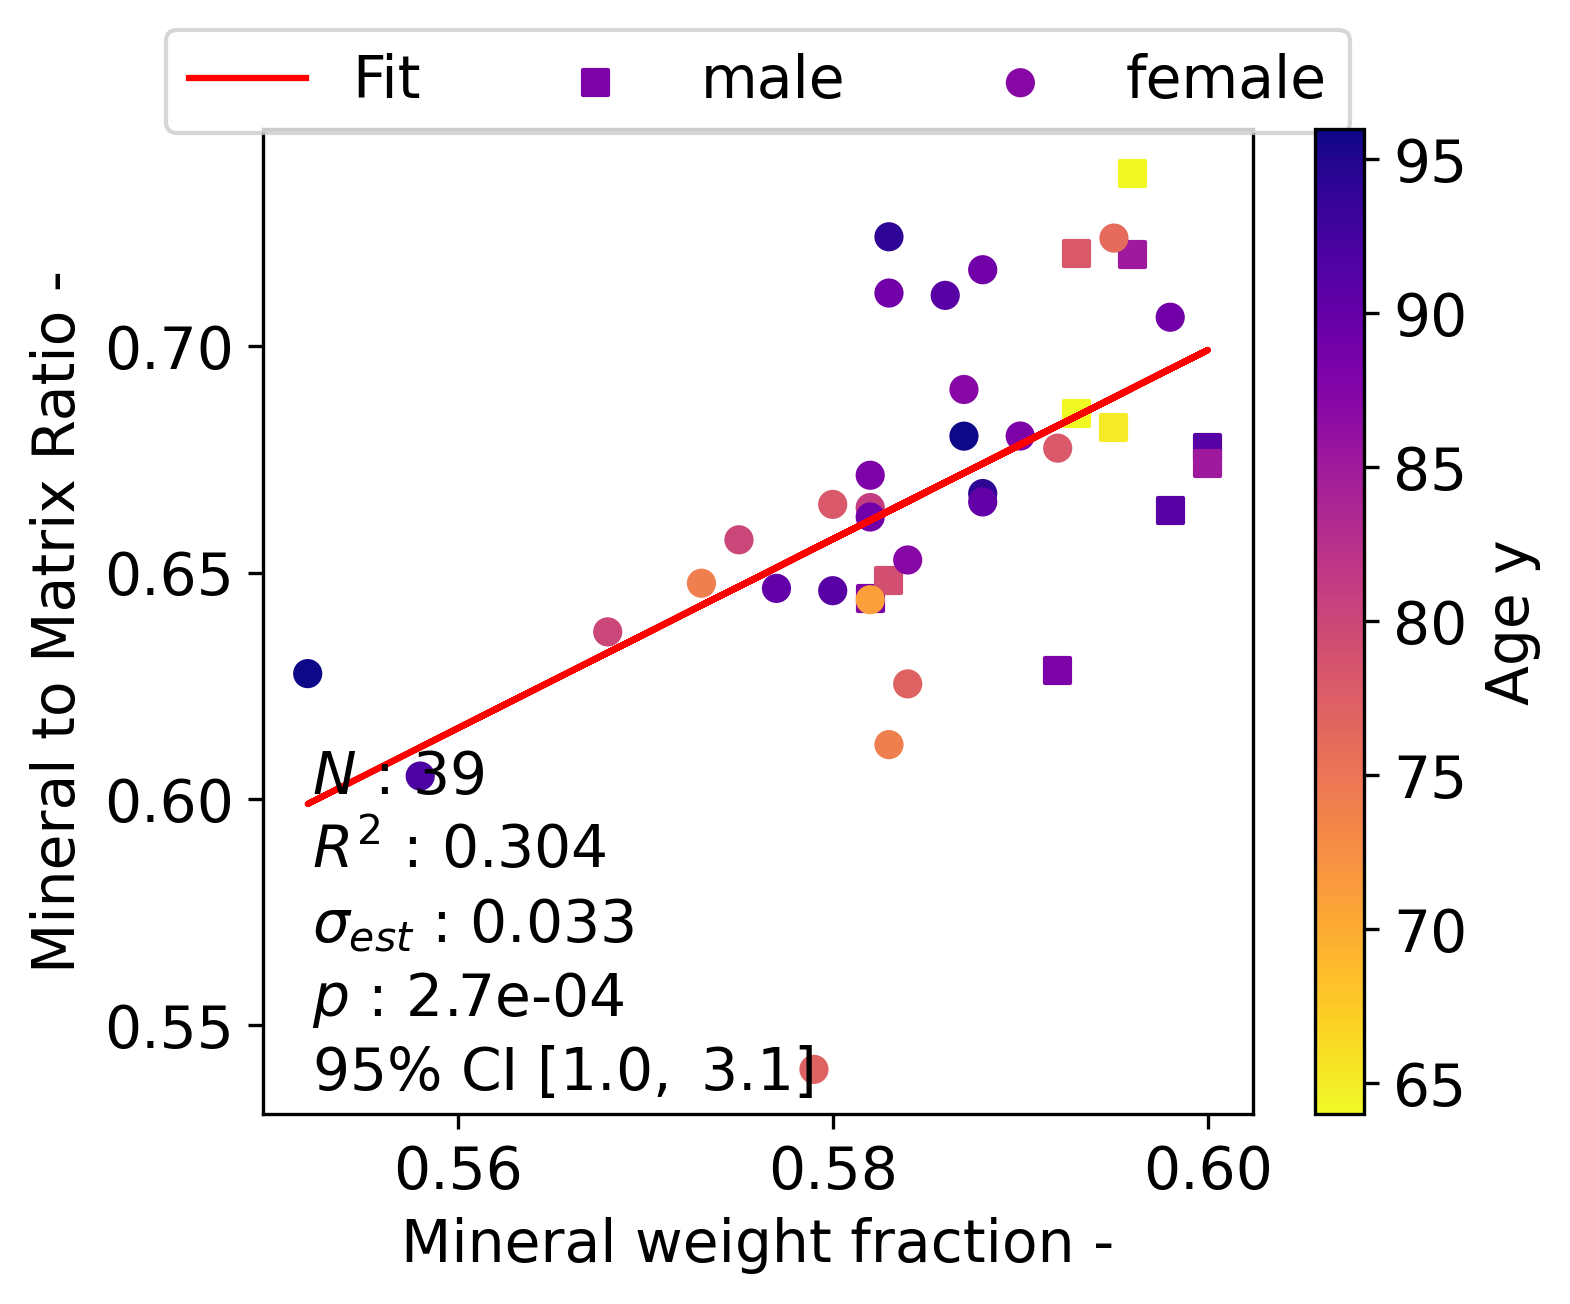 Fit male female
Mineral to Matrix Ratio -
0.70
0.65
0.60
0.55
N : 39
R² : 0.304
σest : 0.033
p : 2.7e-04
95% CI [1.0, 3.1]
0.56 0.58 0.60
Mineral weight fraction -
95
90
85
80
75
70
65
Age y